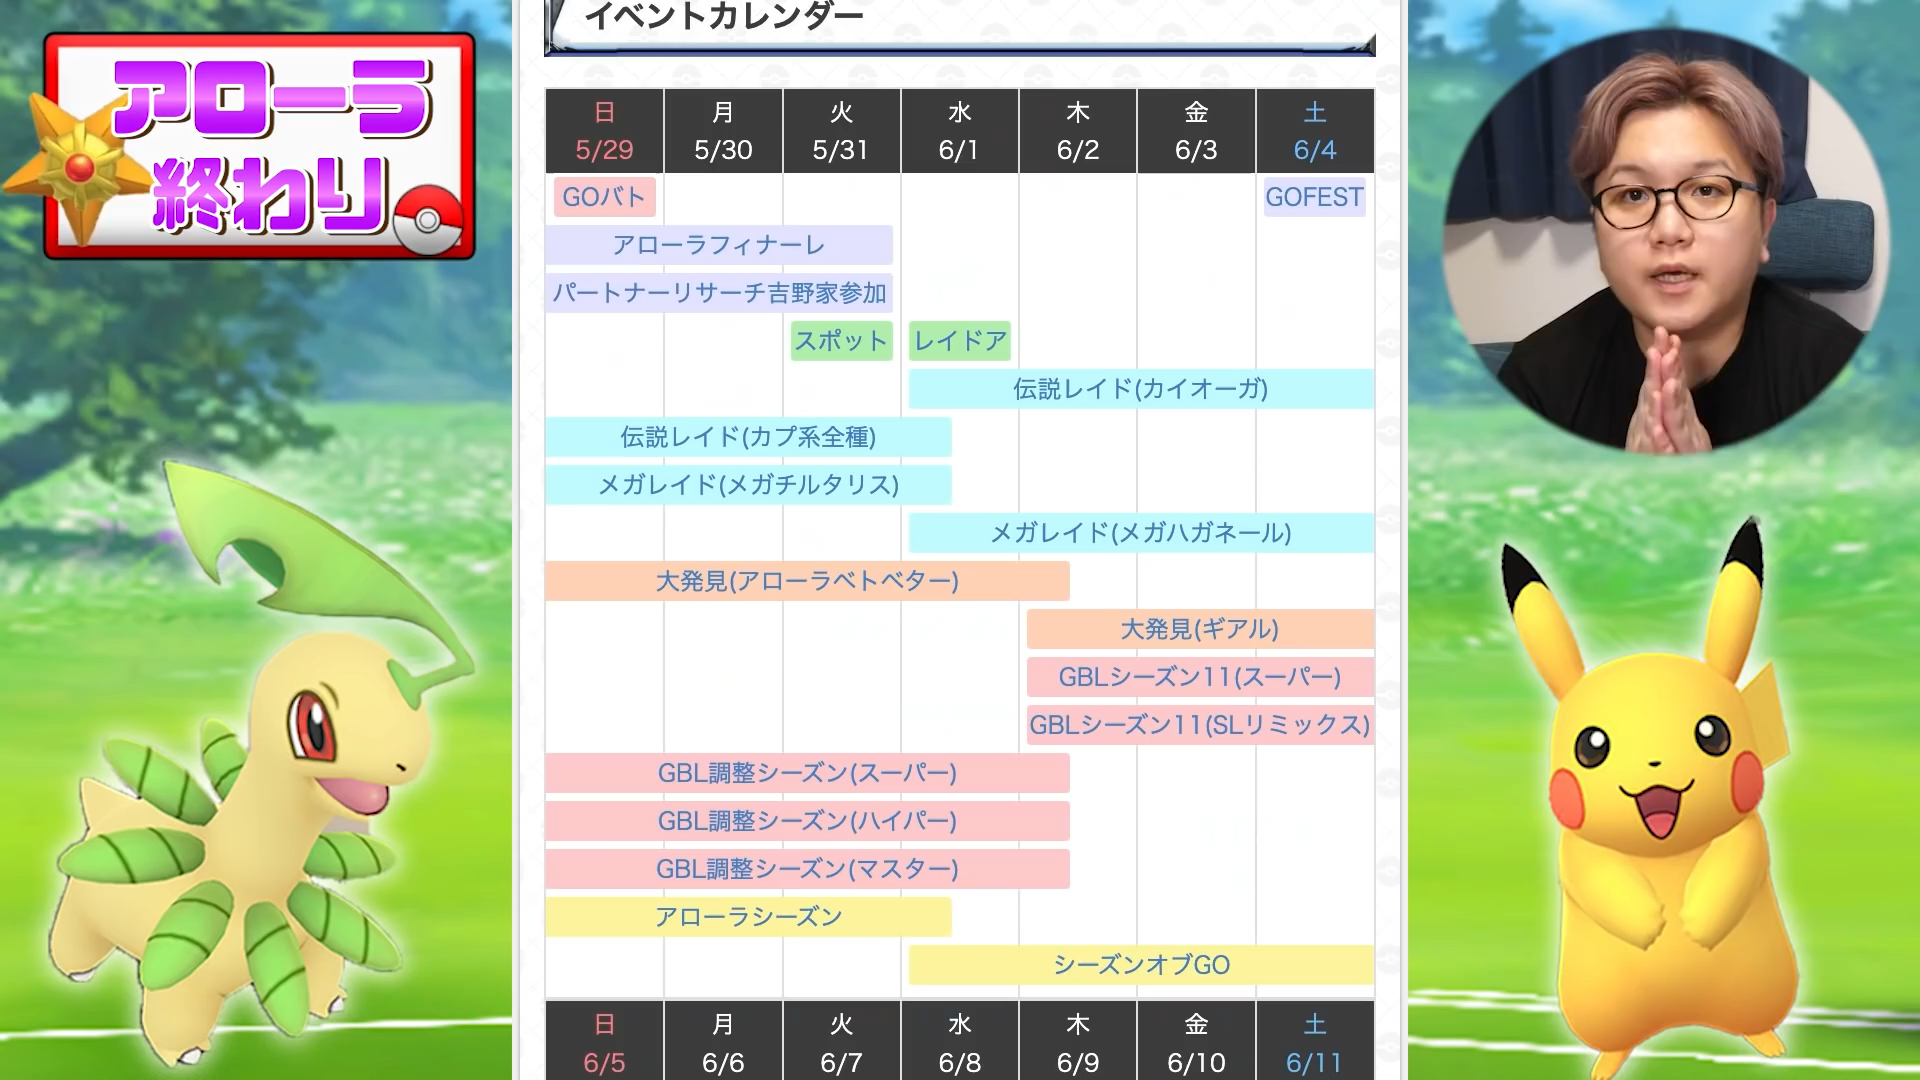 アローラ
終わり
イベントカレンダー
日 月 火 水 木 金 土
5/29 5/30 5/31 6/1 6/2 6/3 6/4
GOバト GOFEST
アローラフィナーレ
パートナーリサーチ吉野家参加
スポット レイドア
伝説レイド(カイオーガ)
伝説レイド(カプ系全種)
メガレイド(メガチルタリス)
メガレイド(メガハガネール)
大発見(アローラベトベター)
大発見(ギアル)
GBLシーズン11(スーパー)
GBLシーズン11(SLリミックス)
GBL調整シーズン(スーパー)
GBL調整シーズン(ハイパー)
GBL調整シーズン(マスター)
アローラシーズン
シーズンオブGO
日 月 火 水 木 金 土
6/5 6/6 6/7 6/8 6/9 6/10 6/11